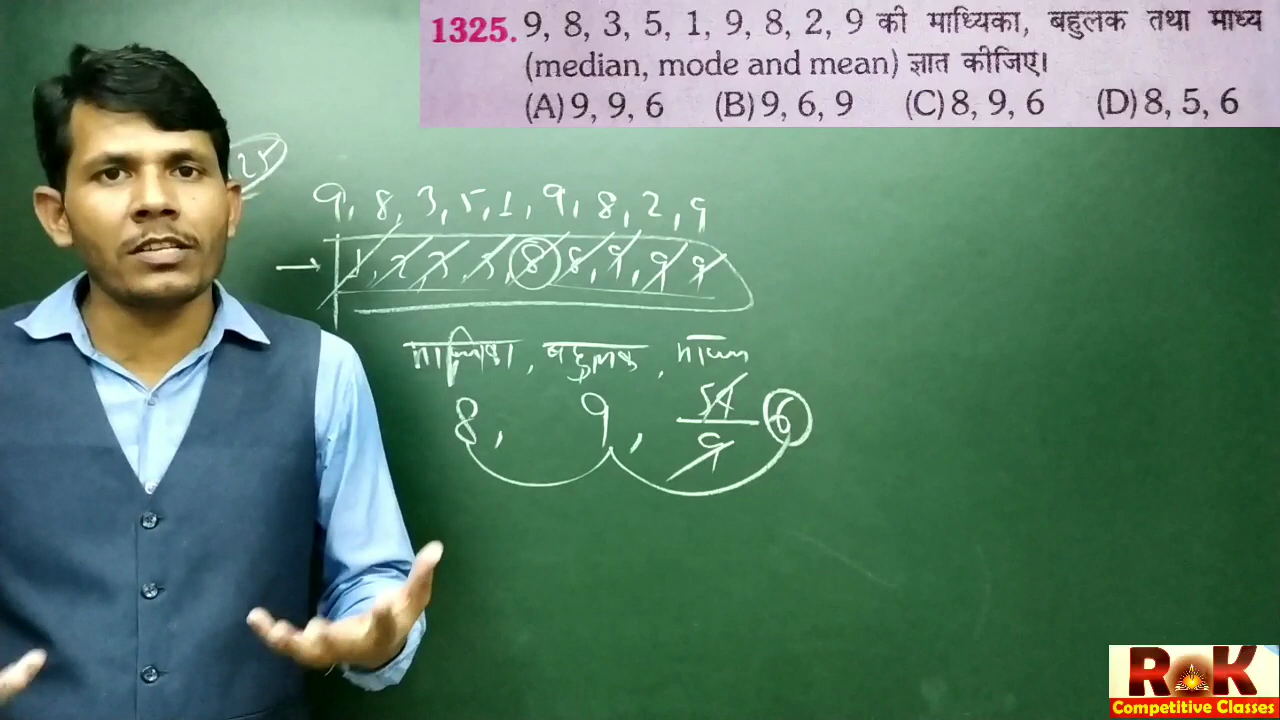 1325. 9, 8, 3, 5, 1, 9, 8, 2, 9 की माध्यिका, बहुलक तथा माध्य
(median, mode and mean) ज्ञात कीजिए।
(A) 9, 9, 6 (B) 9, 6, 9 (C) 8, 9, 6 (D) 8, 5, 6
25
9, 8, 3, 5, 1, 9, 8, 2, 9
→ 1, 2, 3, 5, 8, 8, 9, 9 9
माध्यिका, बहुलक, माध्य
8, 9, 54/9 6
RK
Competitive Classes